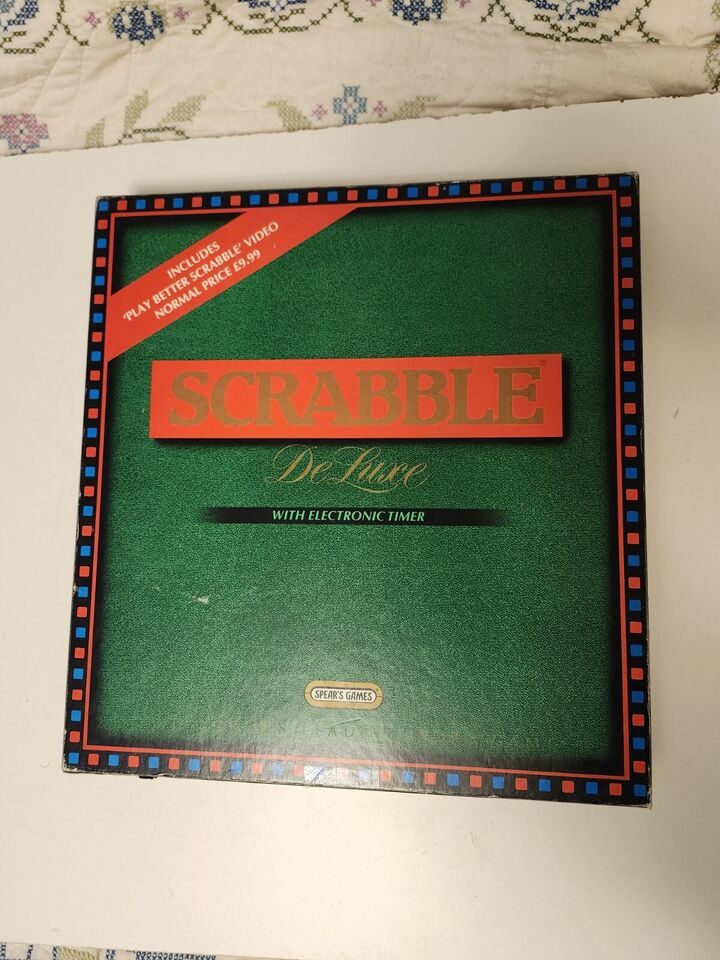 INCLUDES
'PLAY BETTER SCRABBLE' VIDEO
NORMAL PRICE £9.99
SCRABBLE®
De Luxe
WITH ELECTRONIC TIMER
SPEAR'S GAMES